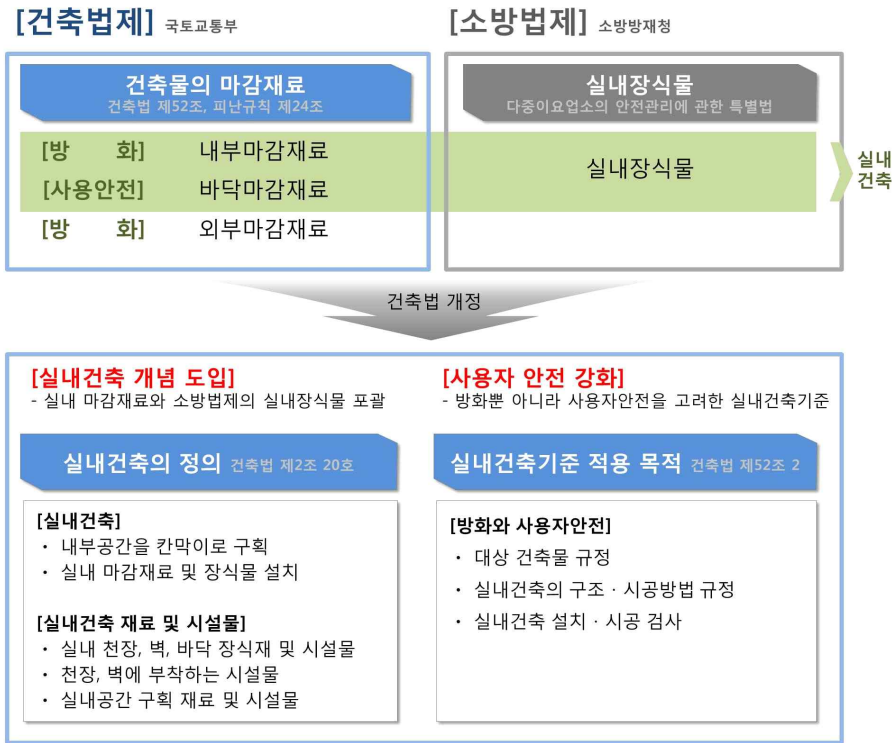 [건축법제] 국토교통부
[소방법제] 소방방재청
건축물의 마감재료
건축법 제52조, 피난규칙 제24조
실내장식물
다중이요업소의 안전관리에 관한 특별법
[방 화] 내부마감재료
[사용안전] 바닥마감재료
[방 화] 외부마감재료
실내장식물
실내
건축
건축법 개정
[실내건축 개념 도입]
- 실내 마감재료와 소방법제의 실내장식물 포괄
[사용자 안전 강화]
- 방화뿐 아니라 사용자안전을 고려한 실내건축기준
실내건축의 정의 건축법 제2조 20호
[실내건축]
· 내부공간을 칸막이로 구획
· 실내 마감재료 및 장식물 설치
[실내건축 재료 및 시설물]
· 실내 천장, 벽, 바닥 장식재 및 시설물
· 천장, 벽에 부착하는 시설물
· 실내공간 구획 재료 및 시설물
실내건축기준 적용 목적 건축법 제52조 2
[방화와 사용자안전]
· 대상 건축물 규정
· 실내건축의 구조 · 시공방법 규정
· 실내건축 설치 · 시공 검사